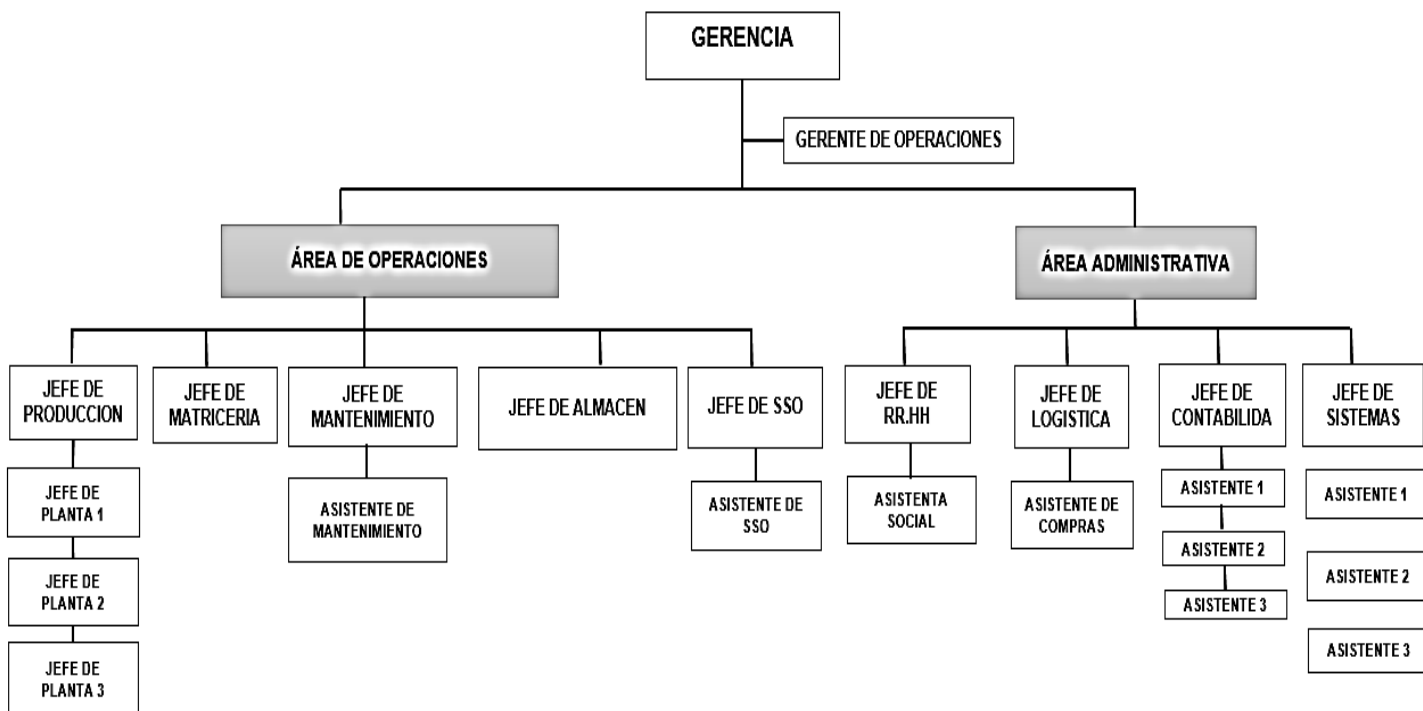 GERENCIA
GERENTE DE OPERACIONES
ÁREA DE OPERACIONES
ÁREA ADMINISTRATIVA
JEFE DE
PRODUCCION
JEFE DE
MATRICERIA
JEFE DE
MANTENIMIENTO
JEFE DE ALMACEN
JEFE DE SSO
JEFE DE
RR.HH
JEFE DE
LOGISTICA
JEFE DE
CONTABILIDA
JEFE DE
SISTEMAS
JEFE DE
PLANTA 1
ASISTENTE DE
MANTENIMIENTO
ASISTENTE DE
SSO
ASISTENTA
SOCIAL
ASISTENTE DE
COMPRAS
ASISTENTE 1
ASISTENTE 1
JEFE DE
PLANTA 2
ASISTENTE 2
ASISTENTE 2
ASISTENTE 3
JEFE DE
PLANTA 3
ASISTENTE 3